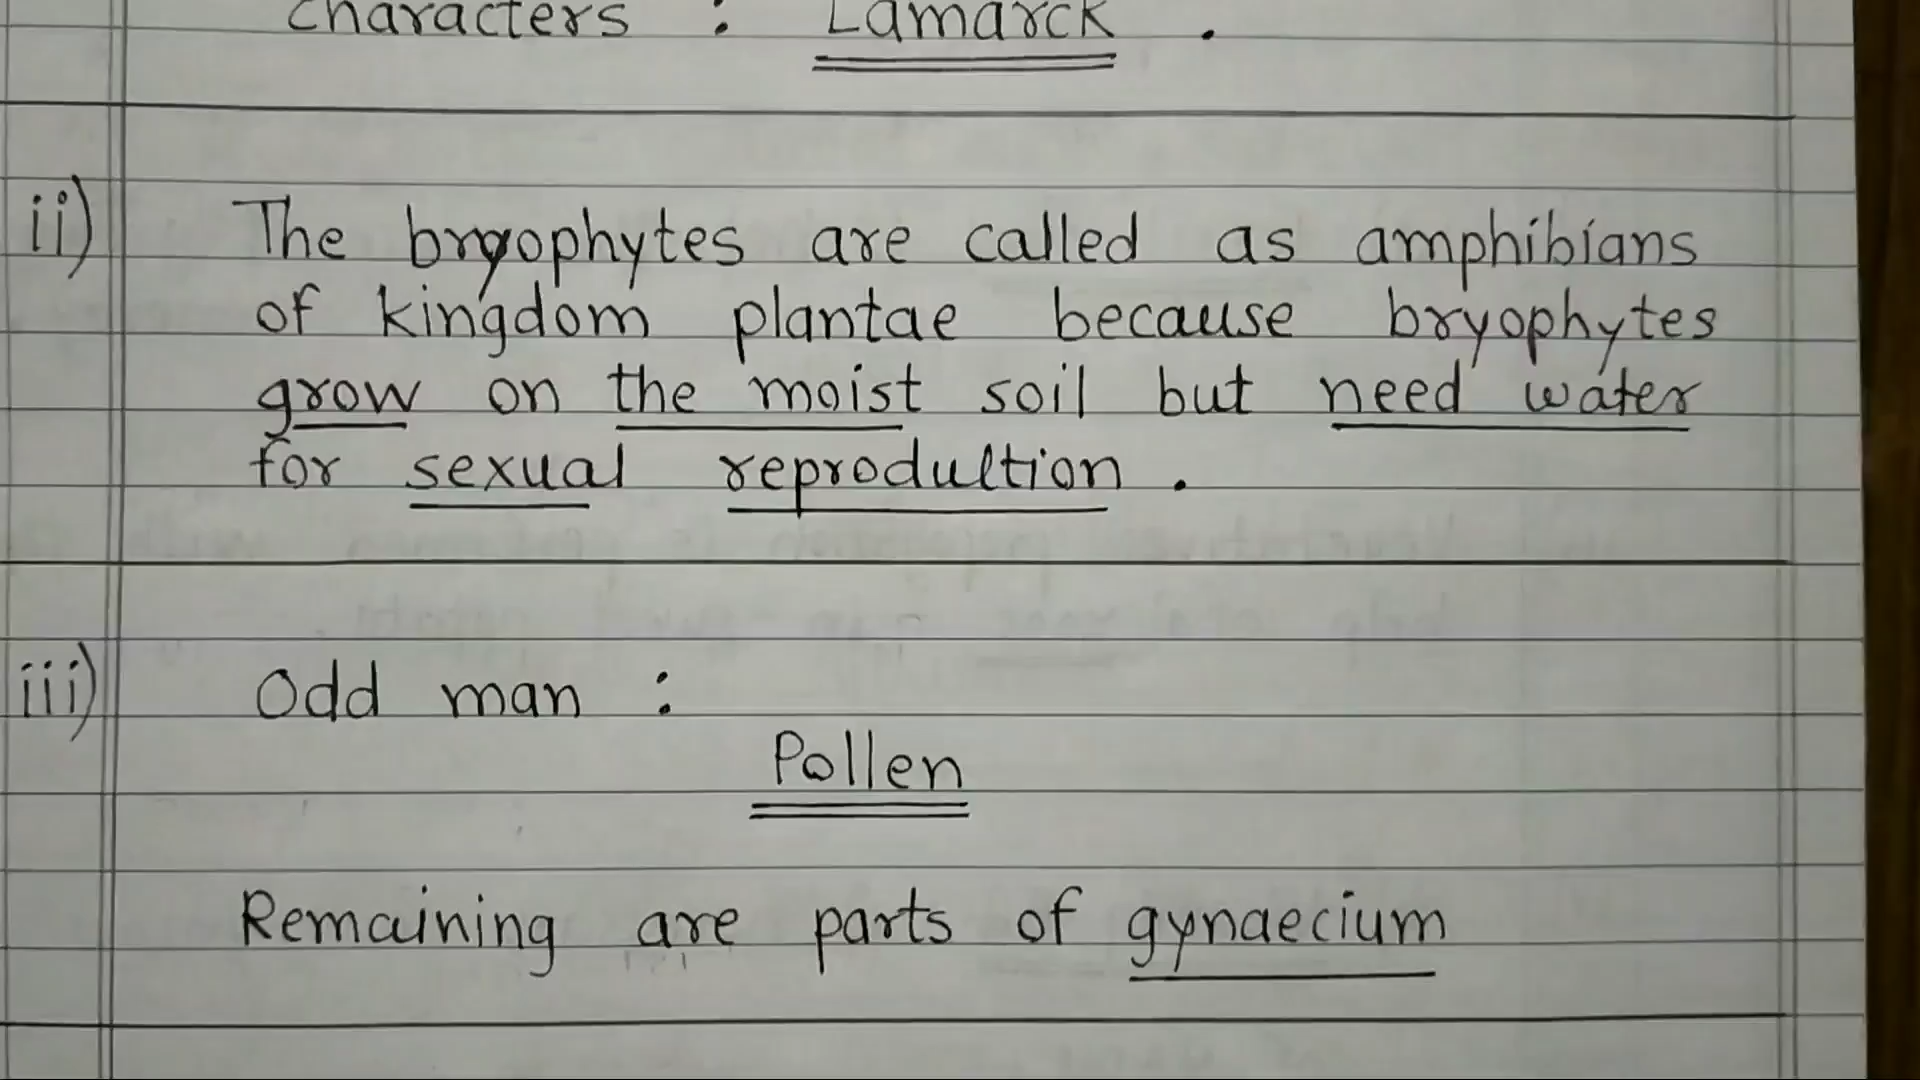 characters : Lamarck .
ii) The bryophytes are called as amphibians
of kingdom plantae because bryophytes
grow on the moist soil but need water
for sexual reprodultion .
iii) Odd man :
Pollen
Remaining are parts of gynaecium